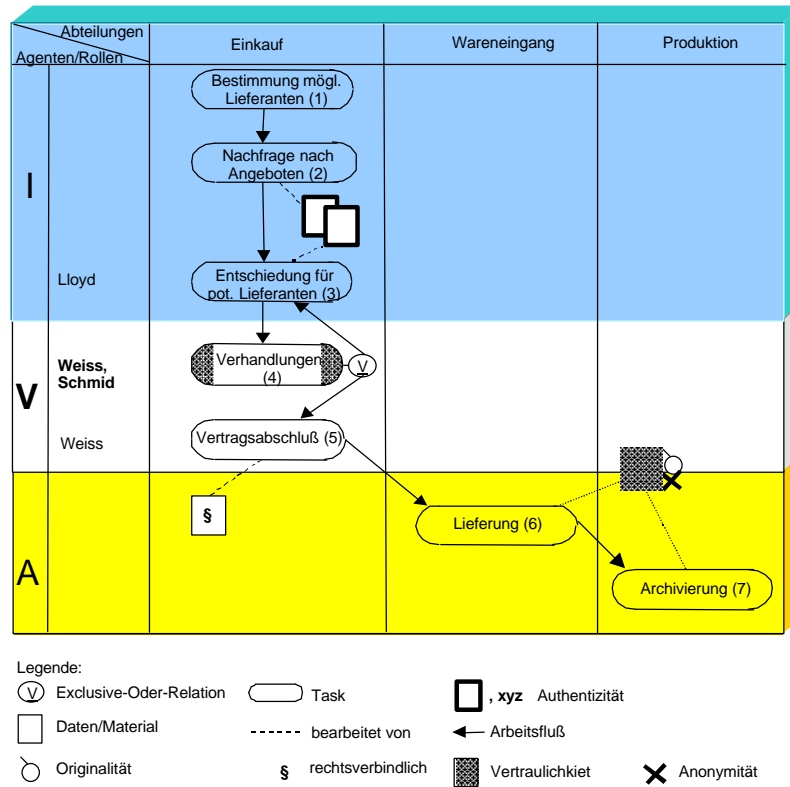 Abteilungen
Agenten/Rollen
Einkauf
Wareneingang
Produktion
I
Bestimmung mögl.
Lieferanten (1)
Nachfrage nach
Angeboten (2)
Lloyd
Entschiedung für
pot. Lieferanten (3)
V
Weiss,
Schmid
Verhandlungen
(4)
V
Weiss
Vertragsabschluß (5)
§
A
Lieferung (6)
Archivierung (7)
Legende:
V Exclusive-Oder-Relation
Task
, xyz Authentizität
Daten/Material
bearbeitet von
Arbeitsfluß
Originalität
§ rechtsverbindlich
Vertraulichkiet
Anonymität